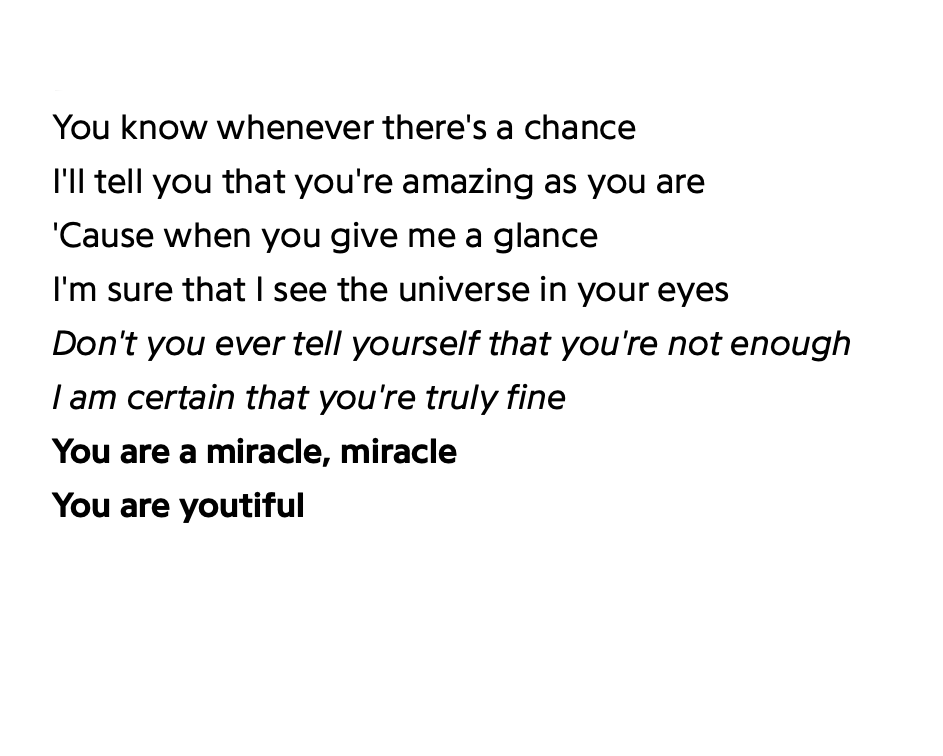 You know whenever there's a chance
I'll tell you that you're amazing as you are
'Cause when you give me a glance
I'm sure that I see the universe in your eyes
Don't you ever tell yourself that you're not enough
I am certain that you're truly fine
You are a miracle, miracle
You are youtiful